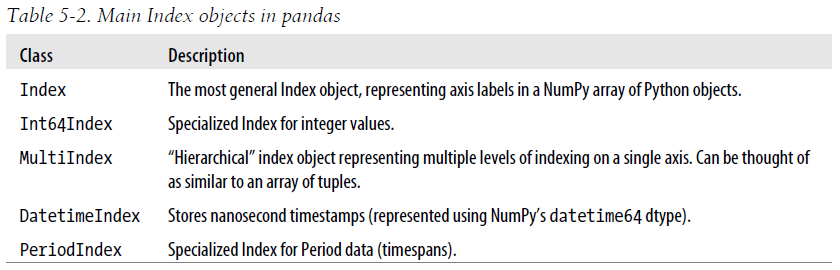 Table 5-2. Main Index objects in pandas
Class Description
Index The most general Index object, representing axis labels in a NumPy array of Python objects.
Int64Index Specialized Index for integer values.
MultiIndex “Hierarchical” index object representing multiple levels of indexing on a single axis. Can be thought of
as similar to an array of tuples.
DatetimeIndex Stores nanosecond timestamps (represented using NumPy’s datetime64 dtype).
PeriodIndex Specialized Index for Period data (timespans).